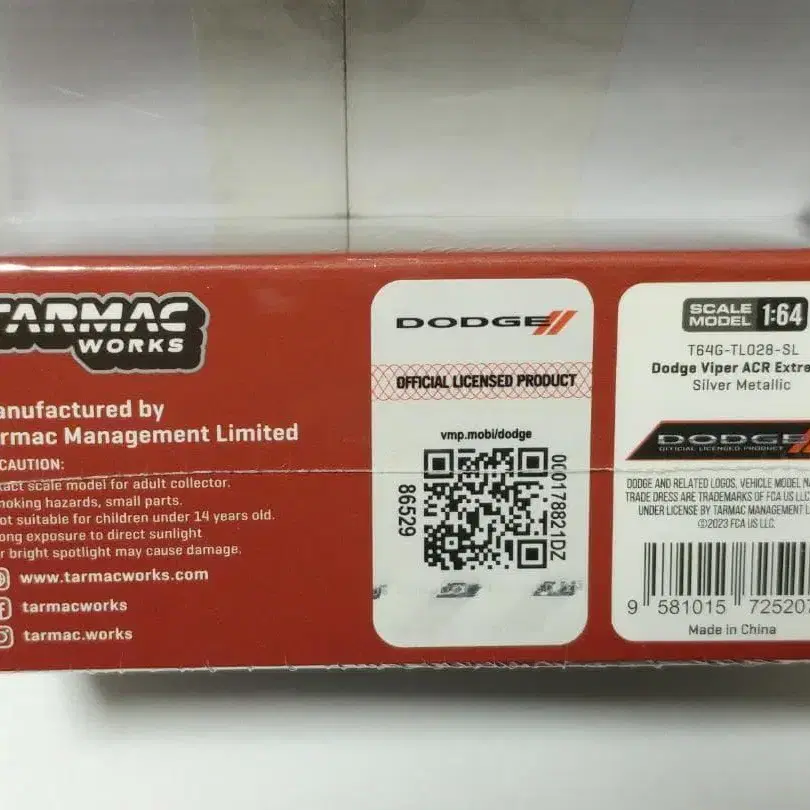 TARMAC
WORKS
anufactured by
armac Management Limited
CAUTION:
xact scale model for adult collector.
moking hazards, small parts.
ot suitable for children under 14 years old.
ong exposure to direct sunlight
r bright spotlight may cause damage.
www.tarmacworks.com
tarmacworks
tarmac.works
DODGE
OFFICIAL LICENSED PRODUCT
vmp.mobi/dodge
86529
000178821DZ
SCALE
MODEL 1:64
T64G-TL028-SL
Dodge Viper ACR Extre
Silver Metallic
DODGE
OFFICIAL LICENSED PRODUCT
DODGE AND RELATED LOGOS, VEHICLE MODEL NA
TRADE DRESS ARE TRADEMARKS OF FCA US LLC
UNDER LICENSE BY TARMAC MANAGEMENT L
©2023 FCA US LLC.
9 581015 725207
Made in China